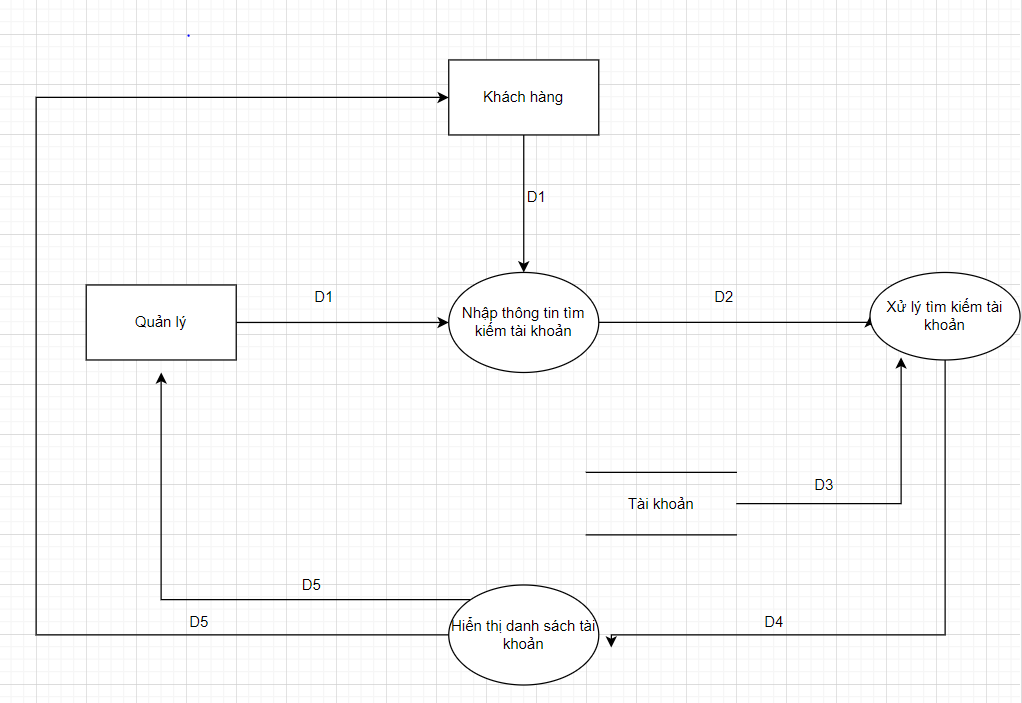 Khách hàng
D1
Quản lý
D1
Nhập thông tin tìm
kiếm tài khoản
D2
Xử lý tìm kiếm tài
khoản
Tài khoản
D3
D5
D5
Hiển thị danh sách tài
khoản
D4